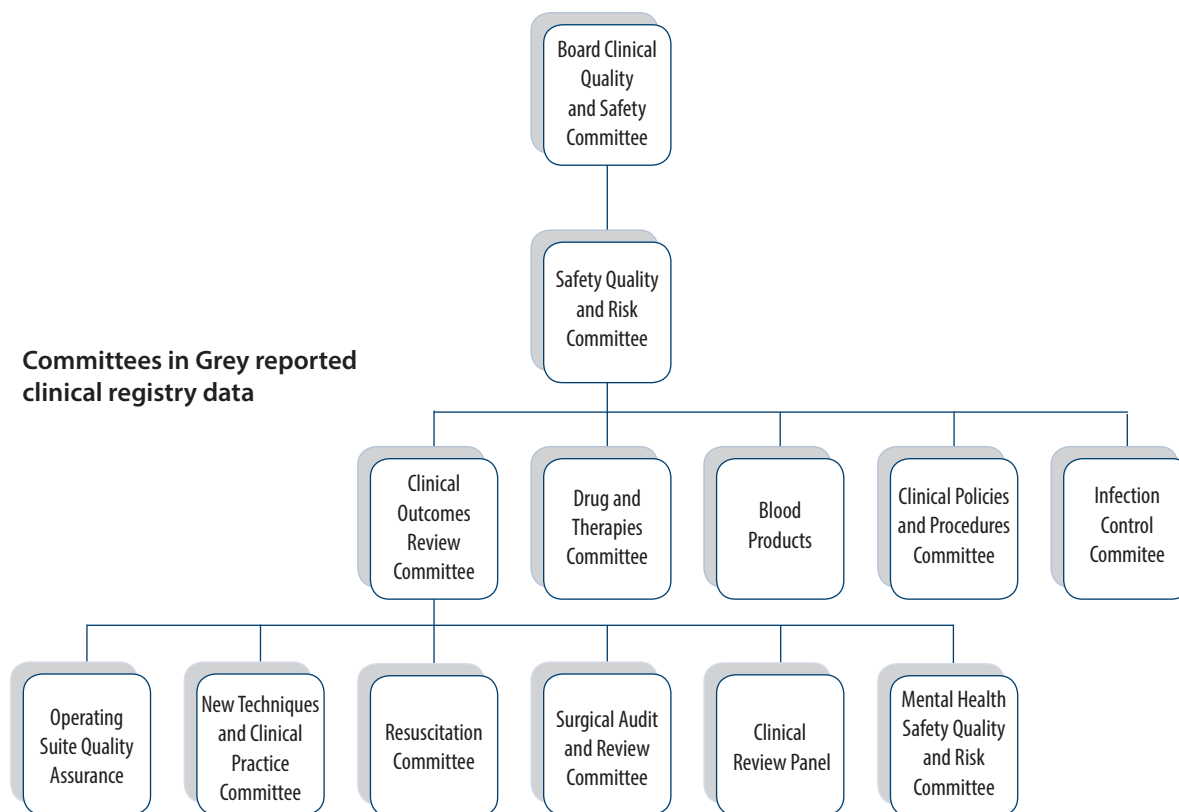 Board Clinical
Quality
and Safety
Committee
Safety Quality
and Risk
Committee
Committees in Grey reported
clinical registry data
Clinical
Outcomes
Review
Committee
Drug and
Therapies
Committee
Blood
Products
Clinical Policies
and Procedures
Committee
Infection
Control
Commitee
Operating
Suite Quality
Assurance
New Techniques
and Clinical
Practice
Committee
Resuscitation
Committee
Surgical Audit
and Review
Committee
Clinical
Review Panel
Mental Health
Safety Quality
and Risk
Committee